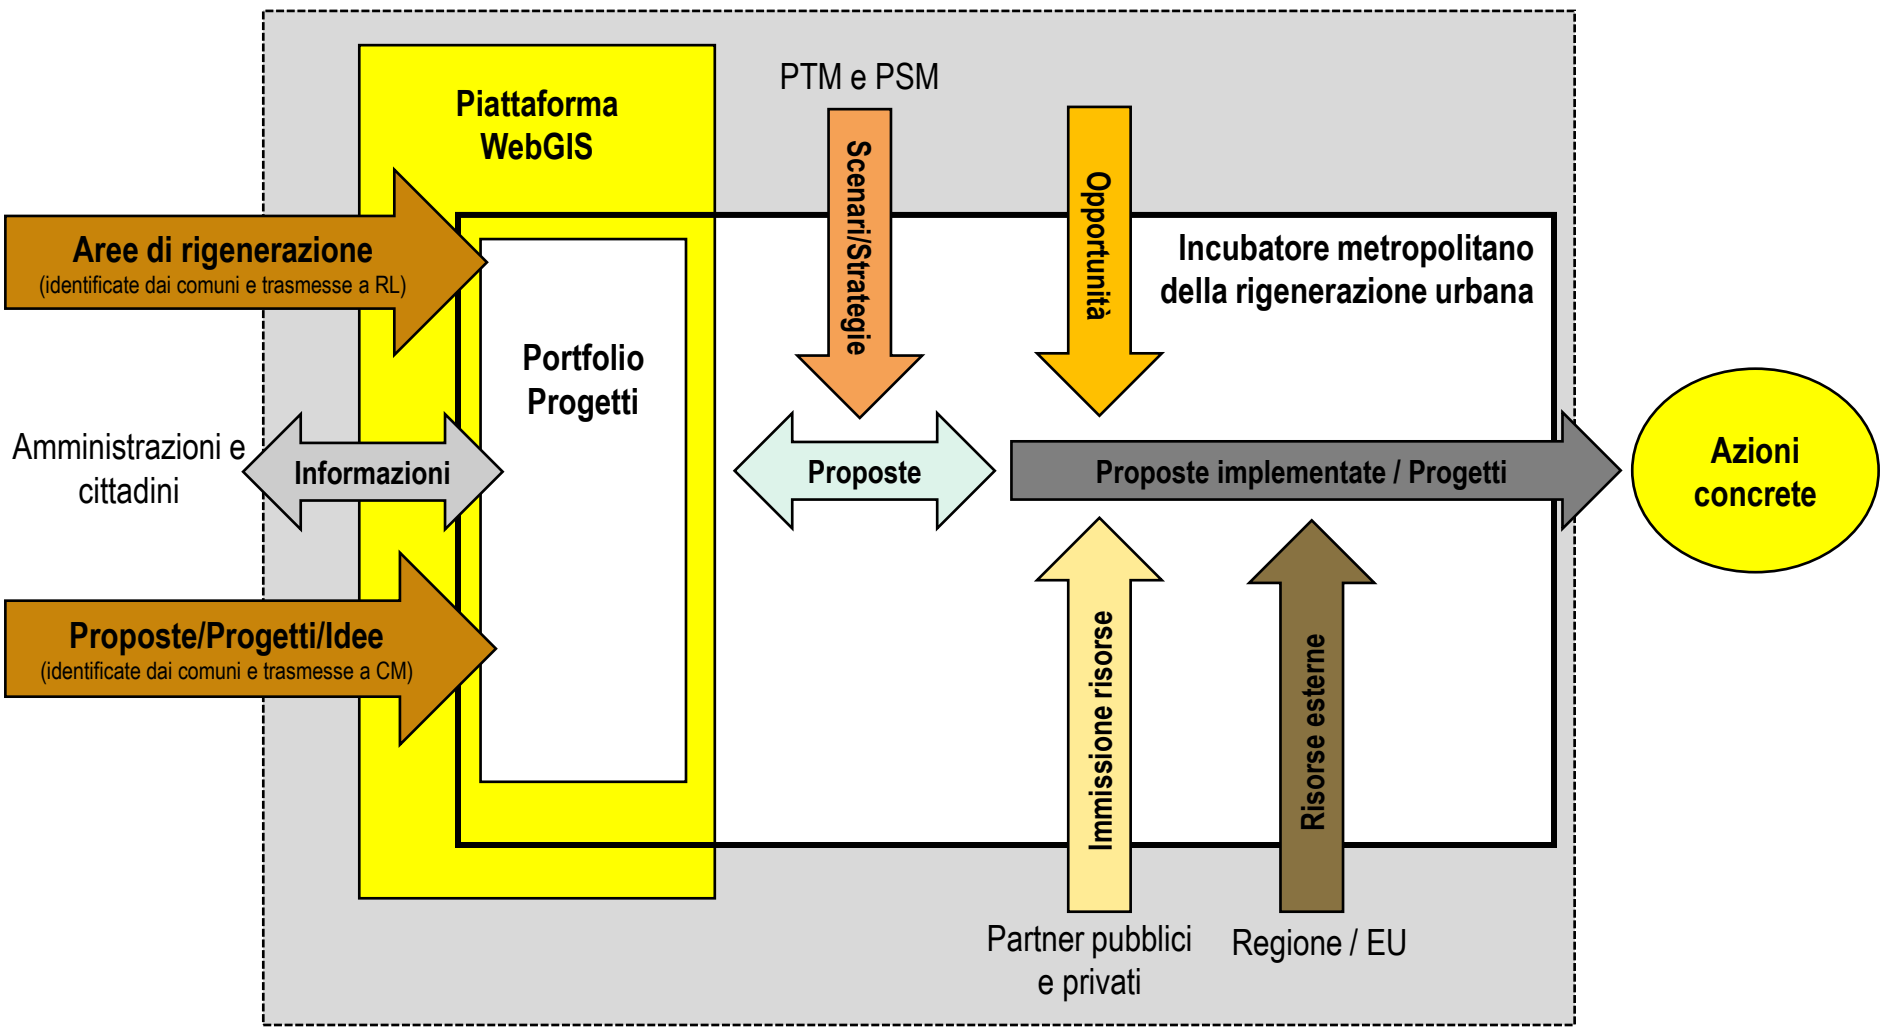 PTM e PSM
Piattaforma
WebGIS
Scenari/Strategie
Opportunità
Aree di rigenerazione
(identificate dai comuni e trasmesse a RL)
Incubatore metropolitano
della rigenerazione urbana
Portfolio
Progetti
Amministrazioni e
cittadini
Informazioni
Proposte
Proposte implementate / Progetti
Azioni
concrete
Proposte/Progetti/Idee
(identificate dai comuni e trasmesse a CM)
Immissione risorse
Risorse esterne
Partner pubblici
e privati
Regione / EU